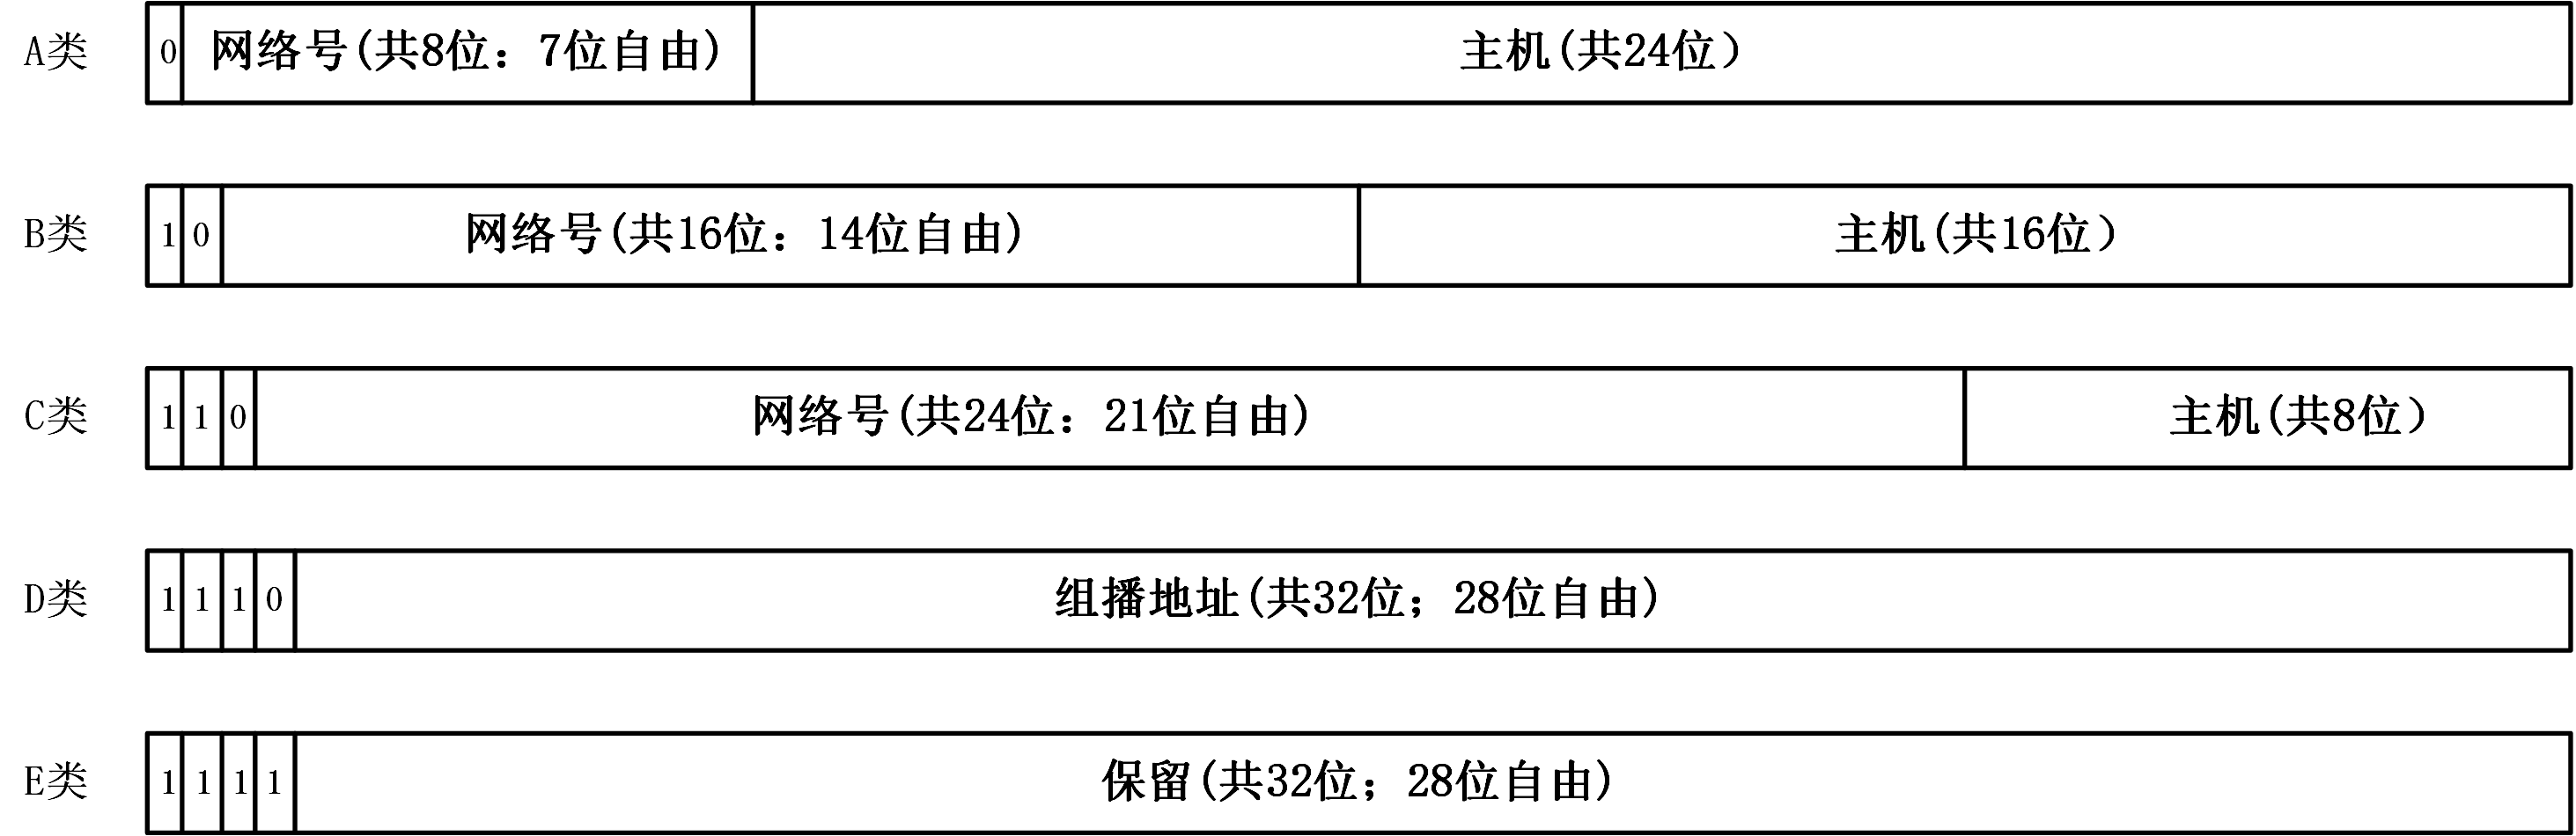 A类 0 网络号(共8位：7位自由) 主机(共24位）
B类 1 0 网络号(共16位：14位自由) 主机(共16位）
C类 1 1 0 网络号(共24位：21位自由) 主机(共8位）
D类 1 1 1 0 组播地址(共32位；28位自由)
E类 1 1 1 1 保留(共32位；28位自由)